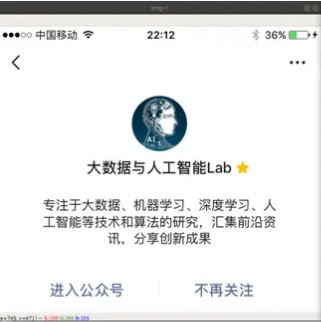 img-1
中国移动
22:12
36%
大数据与人工智能Lab
专注于大数据、机器学习、深度学习、人
工智能等技术和算法的研究，汇集前沿资
讯，分享创新成果
进入公众号
不再关注